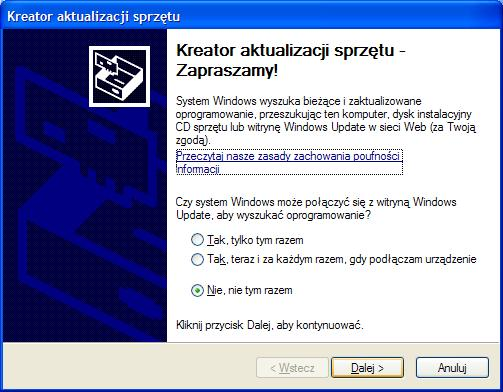 Kreator aktualizacji sprzętu
Kreator aktualizacji sprzętu -
Zapraszamy!
System Windows wyszuka bieżące i zaktualizowane
oprogramowanie, przeszukując ten komputer, dysk instalacyjny
CD sprzętu lub witrynę Windows Update w sieci Web (za Twoją
zgodą).
Przeczytaj nasze zasady zachowania poufności
informacji
Czy system Windows może połączyć się z witryną Windows
Update, aby wyszukać oprogramowanie?
Tak, tylko tym razem
Tak, teraz i za każdym razem, gdy podłączam urządzenie
Nie, nie tym razem
Kliknij przycisk Dalej, aby kontynuować.
< Wstecz
Dalej >
Anuluj